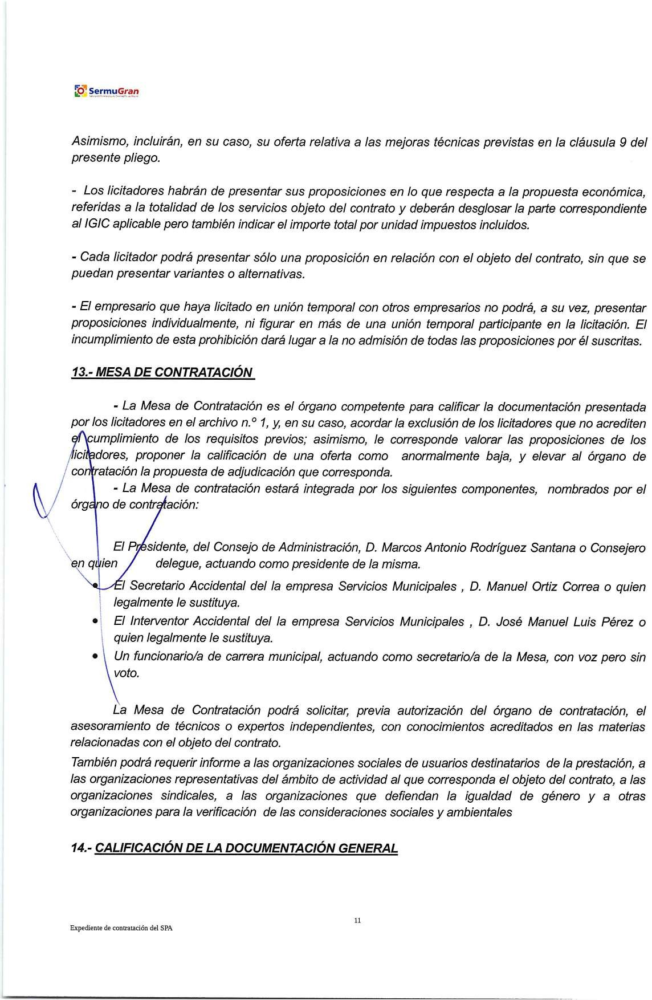 SermuGran
Asimismo, incluirán, en su caso, su oferta relativa a las mejoras técnicas previstas en la cláusula 9 del
presente pliego.
- Los licitadores habrán de presentar sus proposiciones en lo que respecta a la propuesta económica,
referidas a la totalidad de los servicios objeto del contrato y deberán desglosar la parte correspondiente
al IGIC aplicable pero también indicar el importe total por unidad impuestos incluidos.
- Cada licitador podrá presentar sólo una proposición en relación con el objeto del contrato, sin que se
puedan presentar variantes o alternativas.
- El empresario que haya licitado en unión temporal con otros empresarios no podrá, a su vez, presentar
proposiciones individualmente, ni figurar en más de una unión temporal participante en la licitación. El
incumplimiento de esta prohibición dará lugar a la no admisión de todas las proposiciones por él suscritas.
13.- MESA DE CONTRATACIÓN
- La Mesa de Contratación es el órgano competente para calificar la documentación presentada
por los licitadores en el archivo n.º 1, y, en su caso, acordar la exclusión de los licitadores que no acrediten
el cumplimiento de los requisitos previos; asimismo, le corresponde valorar las proposiciones de los
licitadores, proponer la calificación de una oferta como anormalmente baja, y elevar al órgano de
contratación la propuesta de adjudicación que corresponda.
- La Mesa de contratación estará integrada por los siguientes componentes, nombrados por el
órgano de contratación:
El Presidente, del Consejo de Administración, D. Marcos Antonio Rodríguez Santana o Consejero
en quien delegue, actuando como presidente de la misma.
• El Secretario Accidental del la empresa Servicios Municipales , D. Manuel Ortiz Correa o quien
legalmente le sustituya.
• El Interventor Accidental del la empresa Servicios Municipales , D. José Manuel Luis Pérez o
quien legalmente le sustituya.
• Un funcionario/a de carrera municipal, actuando como secretario/a de la Mesa, con voz pero sin
voto.
La Mesa de Contratación podrá solicitar, previa autorización del órgano de contratación, el
asesoramiento de técnicos o expertos independientes, con conocimientos acreditados en las materias
relacionadas con el objeto del contrato.
También podrá requerir informe a las organizaciones sociales de usuarios destinatarios de la prestación, a
las organizaciones representativas del ámbito de actividad al que corresponda el objeto del contrato, a las
organizaciones sindicales, a las organizaciones que defiendan la igualdad de género y a otras
organizaciones para la verificación de las consideraciones sociales y ambientales
14.- CALIFICACIÓN DE LA DOCUMENTACIÓN GENERAL
11
Expediente de contratación del SPA